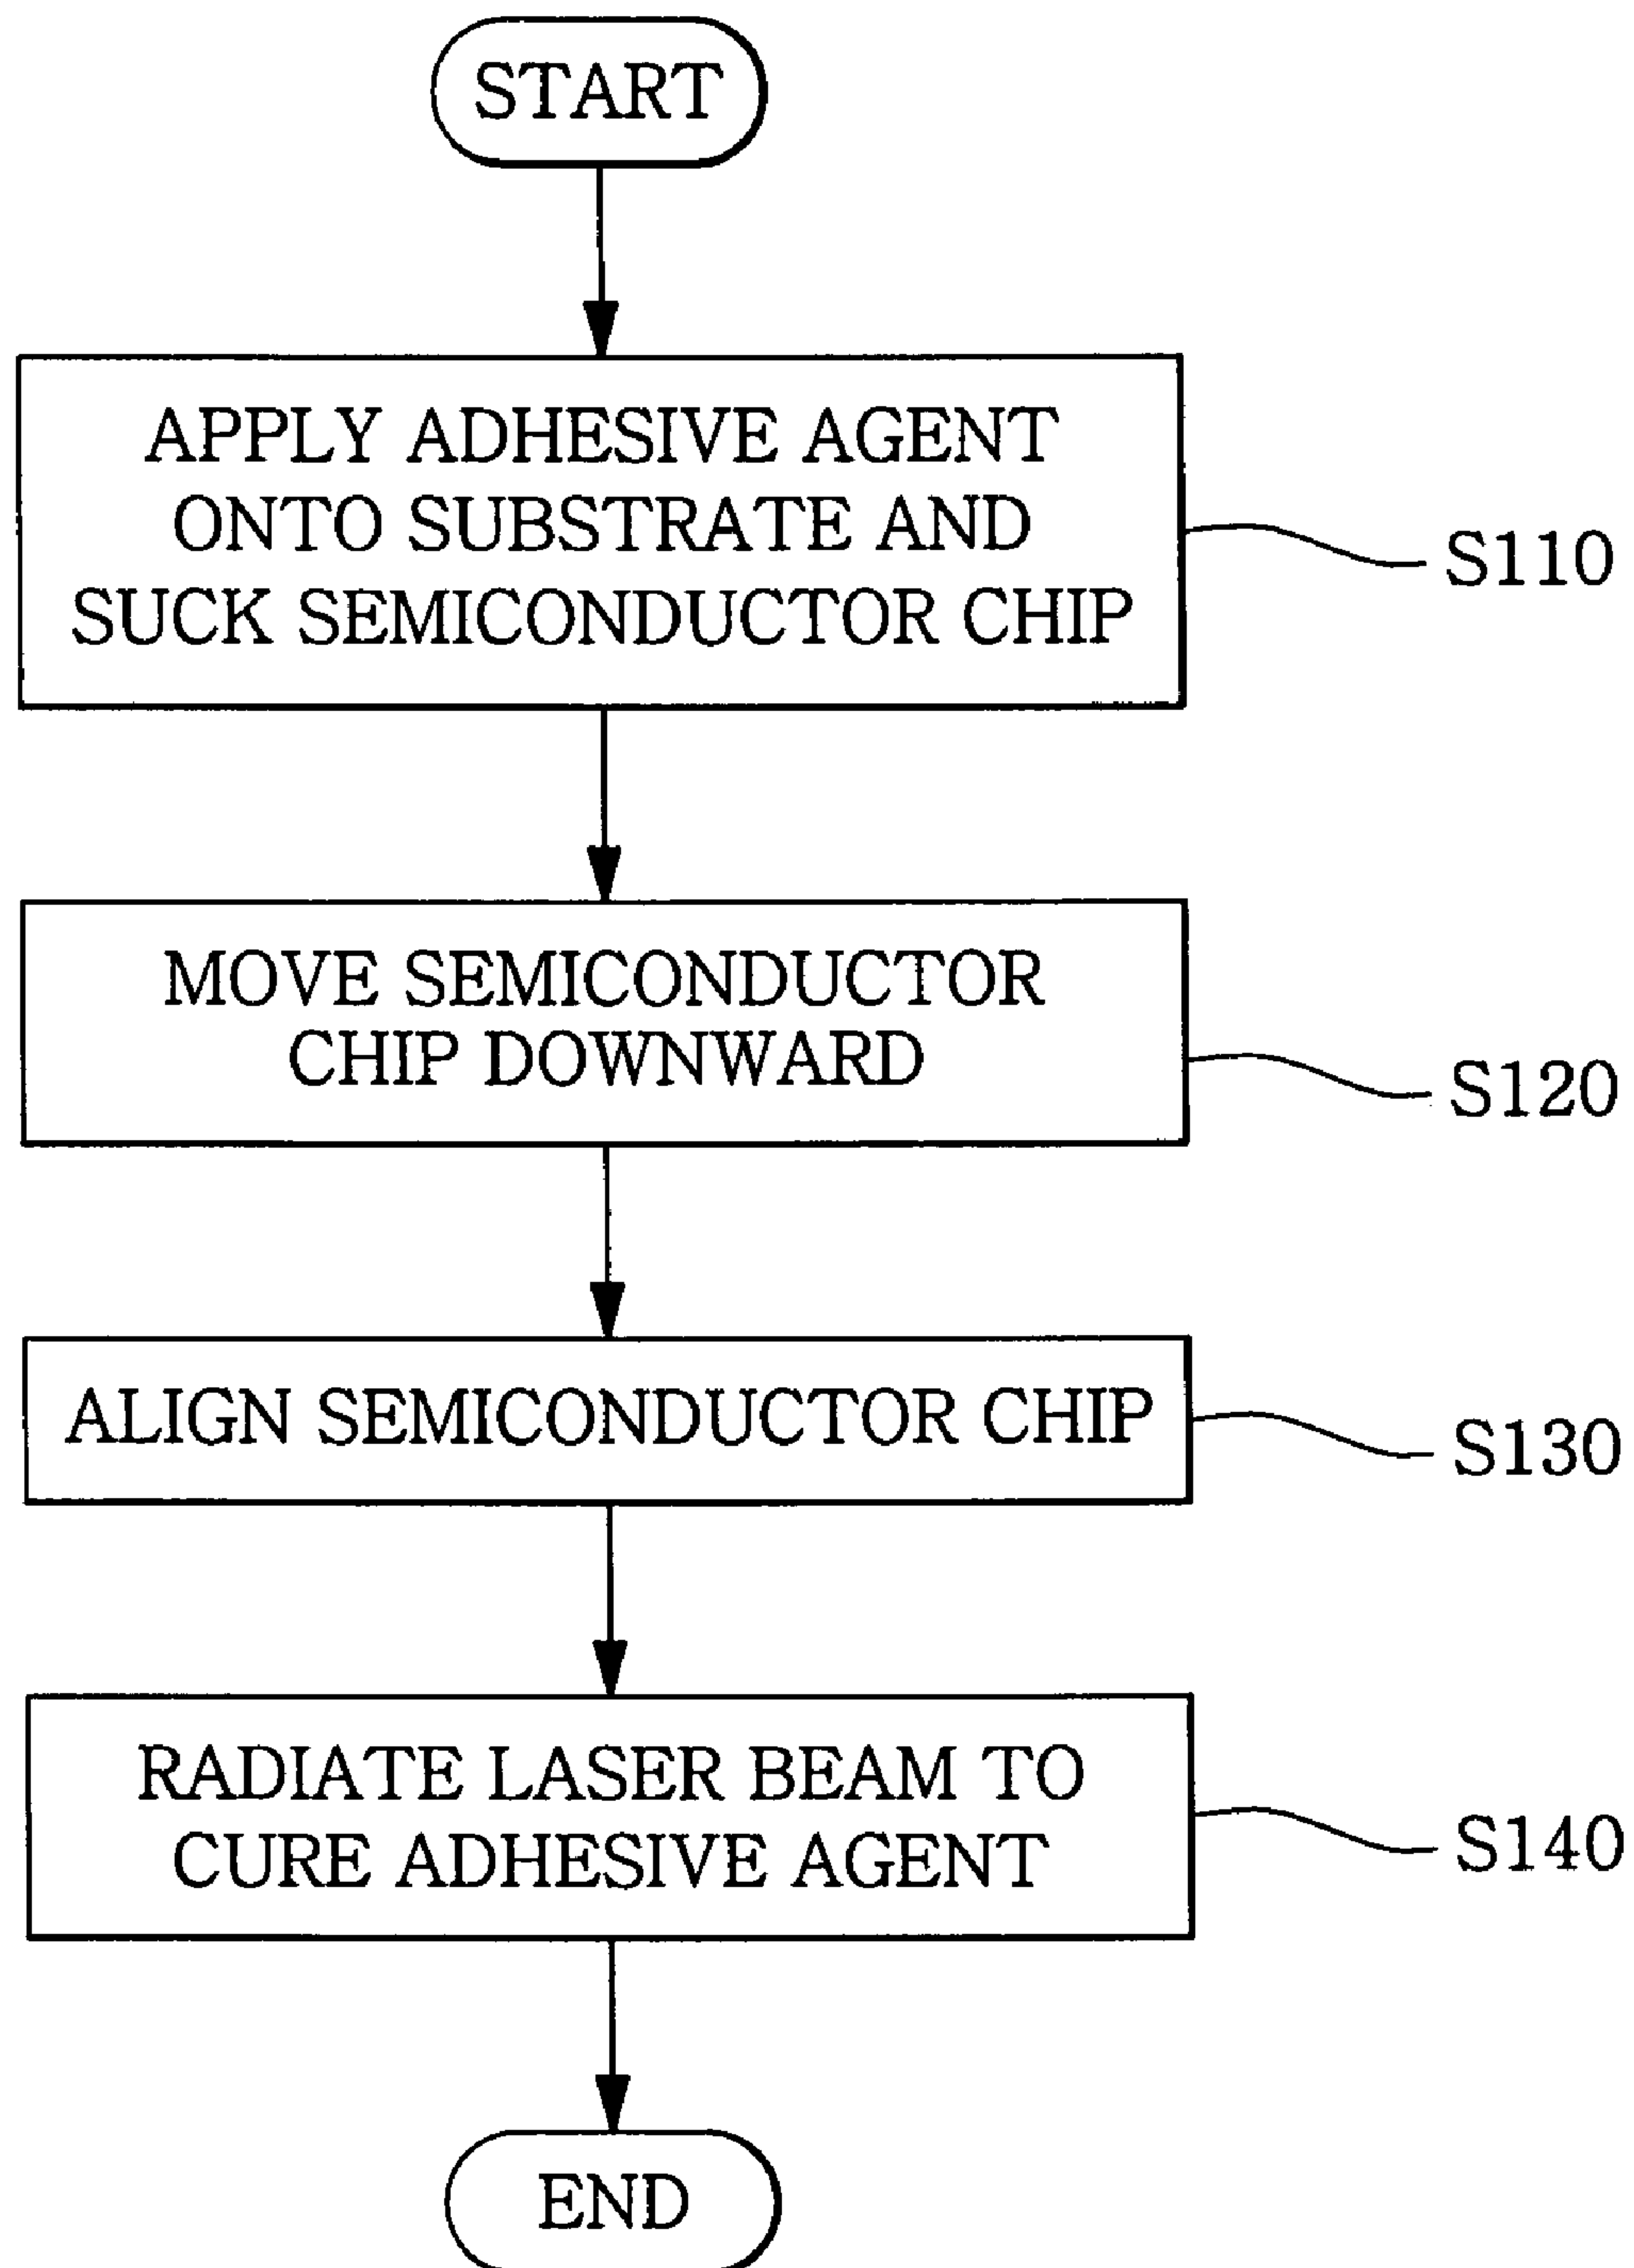 START
APPLY ADHESIVE AGENT
ONTO SUBSTRATE AND
SUCK SEMICONDUCTOR CHIP
S110
MOVE SEMICONDUCTOR
CHIP DOWNWARD
S120
ALIGN SEMICONDUCTOR CHIP
S130
RADIATE LASER BEAM TO
CURE ADHESIVE AGENT
S140
END